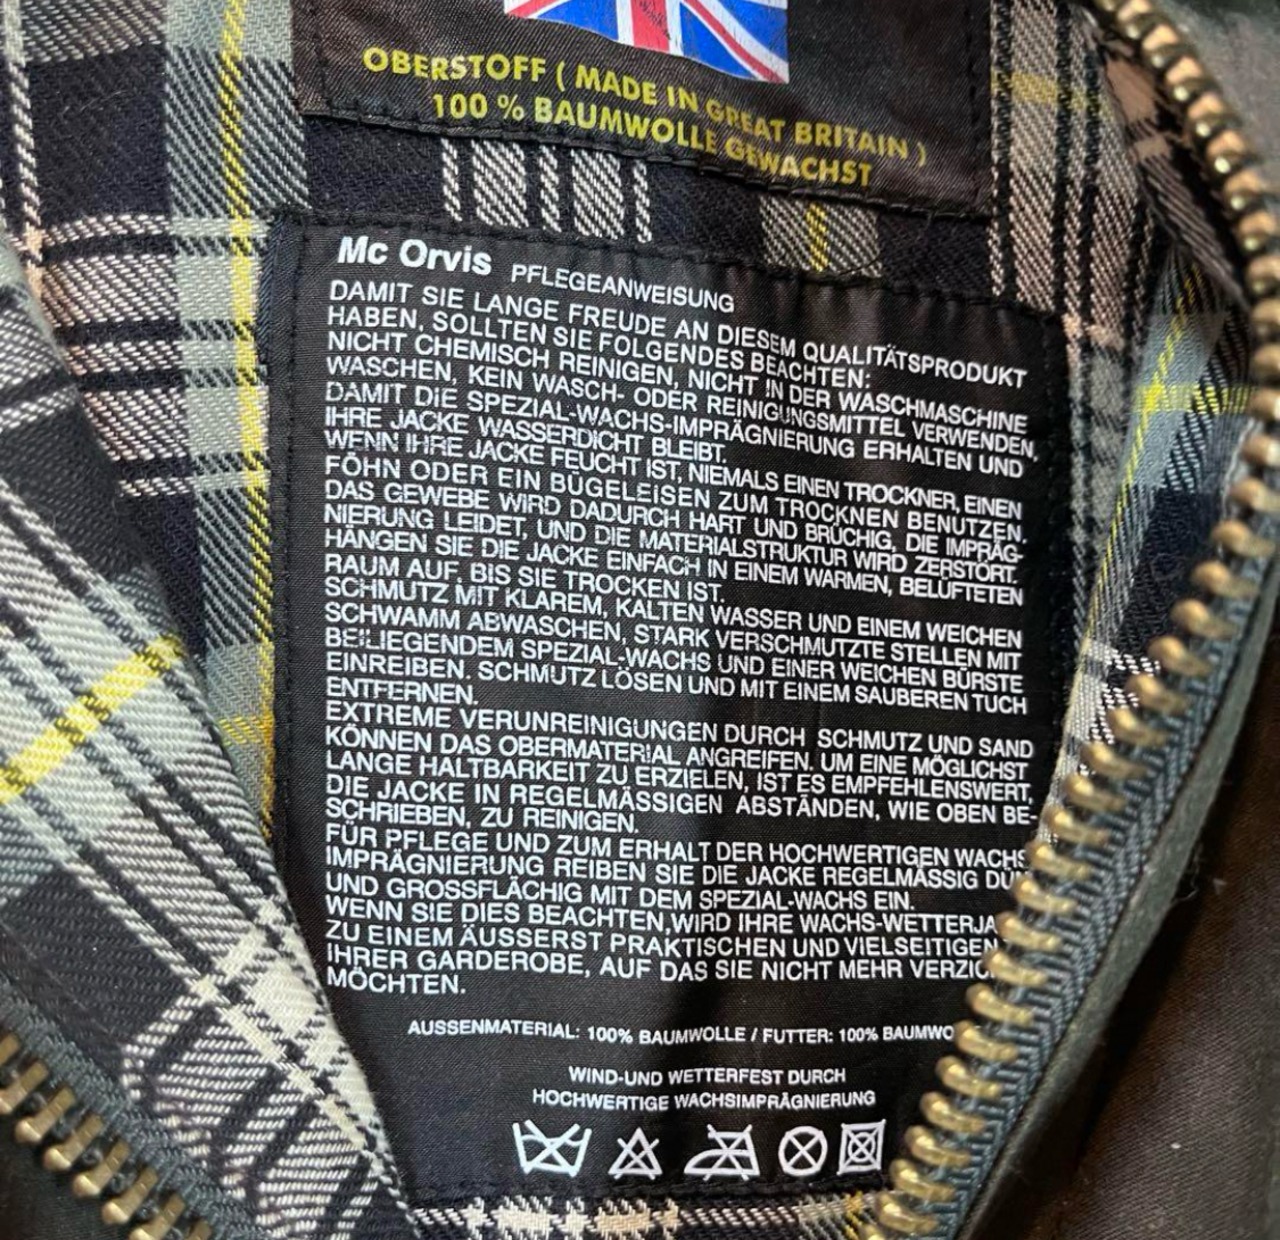 OBERSTOFF ( MADE IN GREAT BRITAIN )
100 % BAUMWOLLE GEWACHST
Mc Orvis PFLEGEANWEISUNG
DAMIT SIE LANGE FREUDE AN DIESEM QUALITÄTSPRODUKT
HABEN, SOLLTEN SIE FOLGENDES BEACHTEN:
NICHT CHEMISCH REINIGEN, NICHT IN DER WASCHMASCHINE
WASCHEN, KEIN WASCH- ODER REINIGUNGSMITTEL VERWENDEN,
DAMIT DIE SPEZIAL-WACHS-IMPRÄGNIERUNG ERHALTEN UND
IHRE JACKE WASSERDICHT BLEIBT.
WENN IHRE JACKE FEUCHT IST, NIEMALS EINEN TROCKNER, EINEN
FÖHN ODER EIN BÜGELEISEN ZUM TROCKNEN BENUTZEN.
DAS GEWEBE WIRD DADURCH HART UND BRÜCHIG, DIE IMPRÄG-
NIERUNG LEIDET, UND DIE MATERIALSTRUKTUR WIRD ZERSTÖRT.
HÄNGEN SIE DIE JACKE EINFACH IN EINEM WARMEN, BELÜFTETEN
RAUM AUF, BIS SIE TROCKEN IST.
SCHMUTZ MIT KLAREM, KALTEN WASSER UND EINEM WEICHEN
SCHWAMM ABWASCHEN, STARK VERSCHMUTZTE STELLEN MIT
BEILIEGENDEM SPEZIAL-WACHS UND EINER WEICHEN BÜRSTE
EINREIBEN. SCHMUTZ LÖSEN UND MIT EINEM SAUBEREN TUCH
ENTFERNEN.
EXTREME VERUNREINIGUNGEN DURCH SCHMUTZ UND SAND
KÖNNEN DAS OBERMATERIAL ANGREIFEN. UM EINE MÖGLICHST
LANGE HALTBARKEIT ZU ERZIELEN, IST ES EMPFEHLENSWERT,
DIE JACKE IN REGELMÄSSIGEN ABSTÄNDEN, WIE OBEN BE-
SCHRIEBEN, ZU REINIGEN.
FÜR PFLEGE UND ZUM ERHALT DER HOCHWERTIGEN WACHS
IMPRÄGNIERUNG REIBEN SIE DIE JACKE REGELMÄSSIG DÜN
UND GROSSFLÄCHIG MIT DEM SPEZIAL-WACHS EIN.
WENN SIE DIES BEACHTEN, WIRD IHRE WACHS-WETTERJA
ZU EINEM ÄUSSERST PRAKTISCHEN UND VIELSEITIGEN
IHRER GARDEROBE, AUF DAS SIE NICHT MEHR VERZIC
MÖCHTEN.
AUSSENMATERIAL: 100% BAUMWOLLE / FUTTER: 100% BAUMWO
WIND-UND WETTERFEST DURCH
HOCHWERTIGE WACHSIMPRÄGNIERUNG